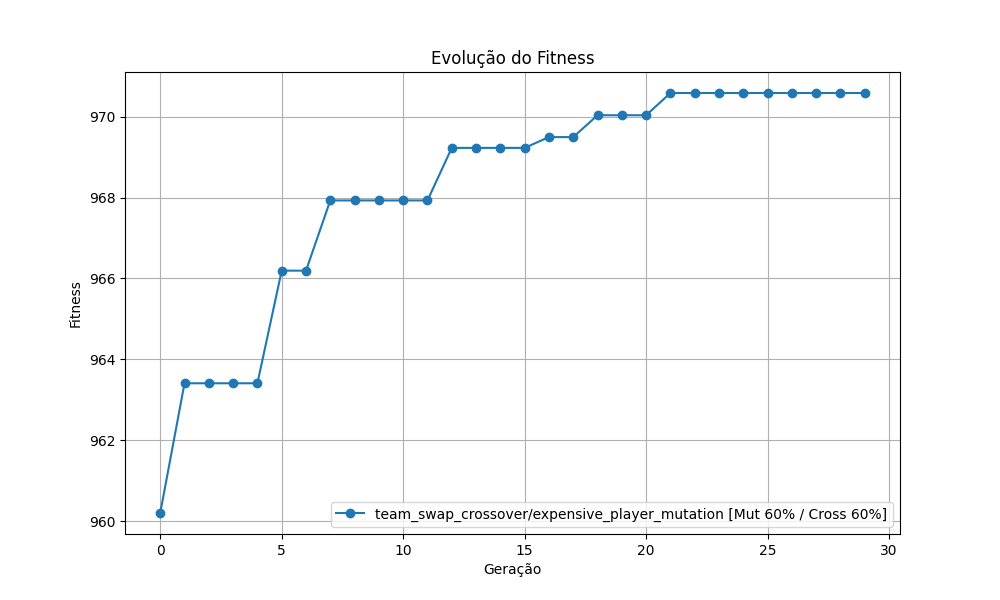 Evolução do Fitness
Fitness
970
968
966
964
962
960
team_swap_crossover/expensive_player_mutation [Mut 60% / Cross 60%]
0 5 10 15 20 25 30
Geração